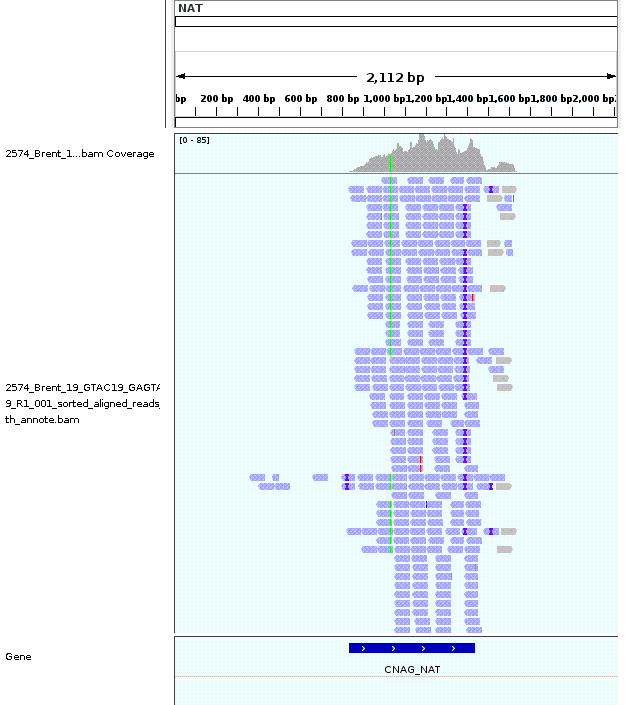 NAT
2,112 bp
bp 200 bp 400 bp 600 bp 800 bp 1,000 bp 1,200 bp 1,400 bp 1,600 bp 1,800 bp 2,000 bp
[0 - 85]
2574_Brent_1...bam Coverage
2574_Brent_19_GTAC19_GAGTA
9_R1_001_sorted_aligned_reads_
th_annote.bam
Gene
CNAG_NAT